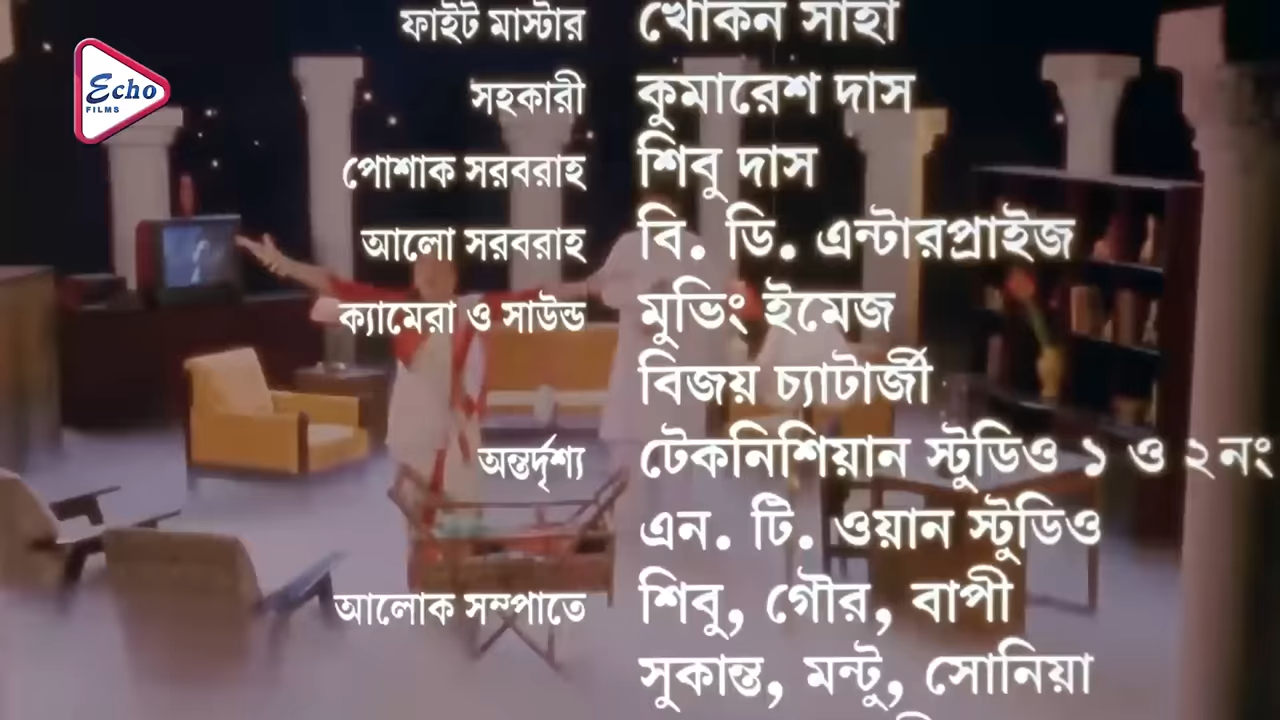 ফাইট মাস্টার খোকন সাহা
Echo
FILMS
সহকারী কুমারেশ দাস
পোশাক সরবরাহ শিবু দাস
আলো সরবরাহ বি. ডি. এন্টারপ্রাইজ
ক্যামেরা ও সাউন্ড মুভিং ইমেজ
বিজয় চ্যাটার্জী
অন্তর্দৃশ্য টেকনিশিয়ান স্টুডিও ১ ও ২নং
এন. টি. ওয়ান স্টুডিও
আলোক সম্পাতে শিবু, গৌর, বাপী
সুকান্ত, মন্টু, সোনিয়া